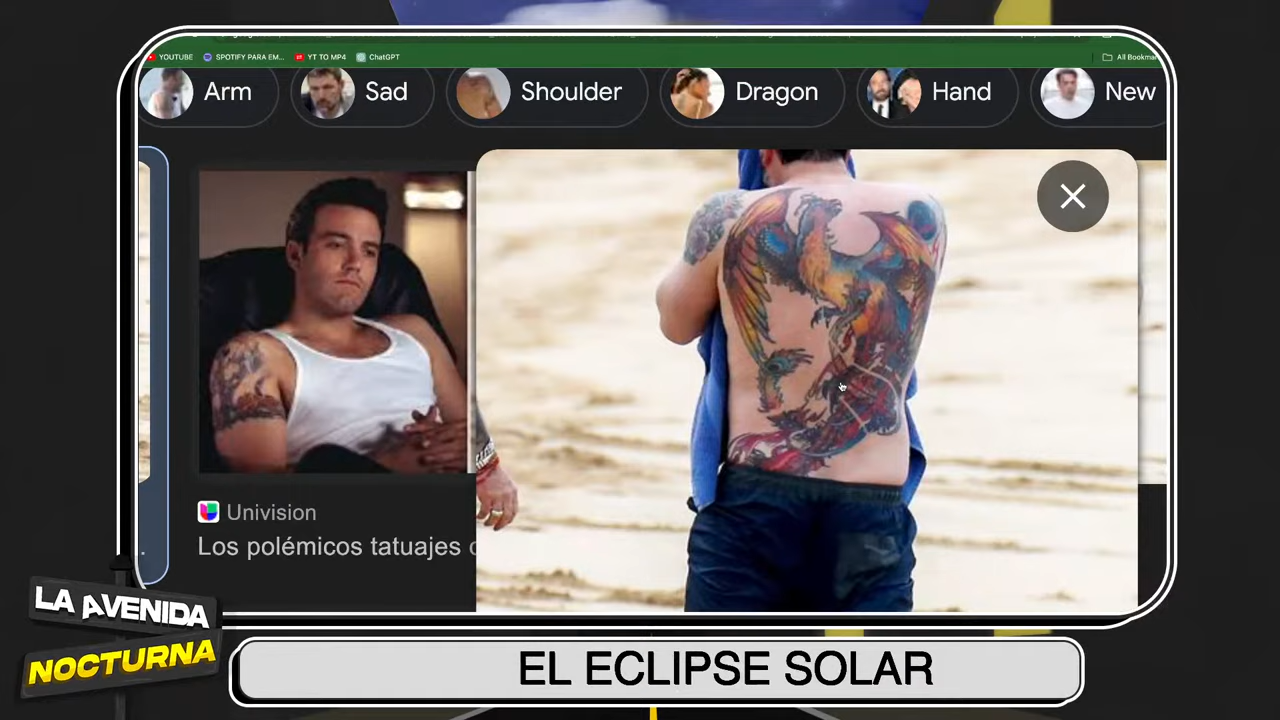 YOUTUBE
SPOTIFY PARA EM...
YT TO MP4
ChatGPT
All Bookmar
Arm
Sad
Shoulder
Dragon
Hand
New
Univision
Los polémicos tatuajes
LA AVENIDA
NOCTURNA
EL ECLIPSE SOLAR